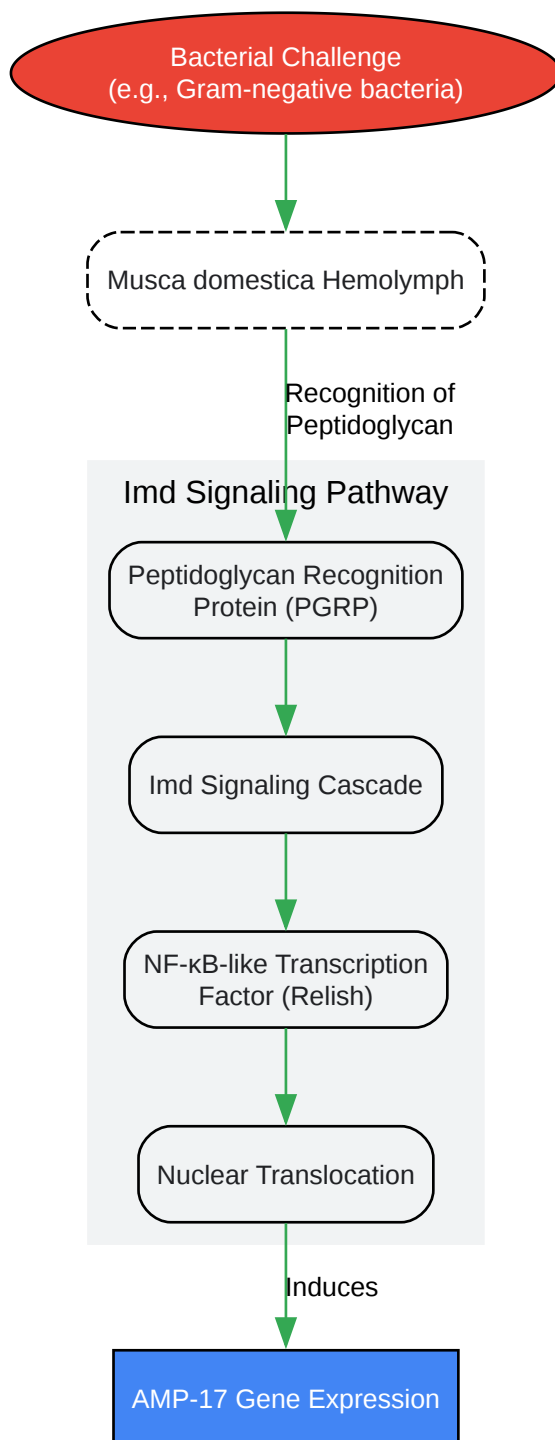 Bacterial Challenge
(e.g., Gram-negative bacteria)
Musca domestica Hemolymph
Recognition of
Peptidoglycan
Imd Signaling Pathway
Peptidoglycan Recognition
Protein (PGRP)
Imd Signaling Cascade
NF-κB-like Transcription
Factor (Relish)
Nuclear Translocation
Induces
AMP-17 Gene Expression